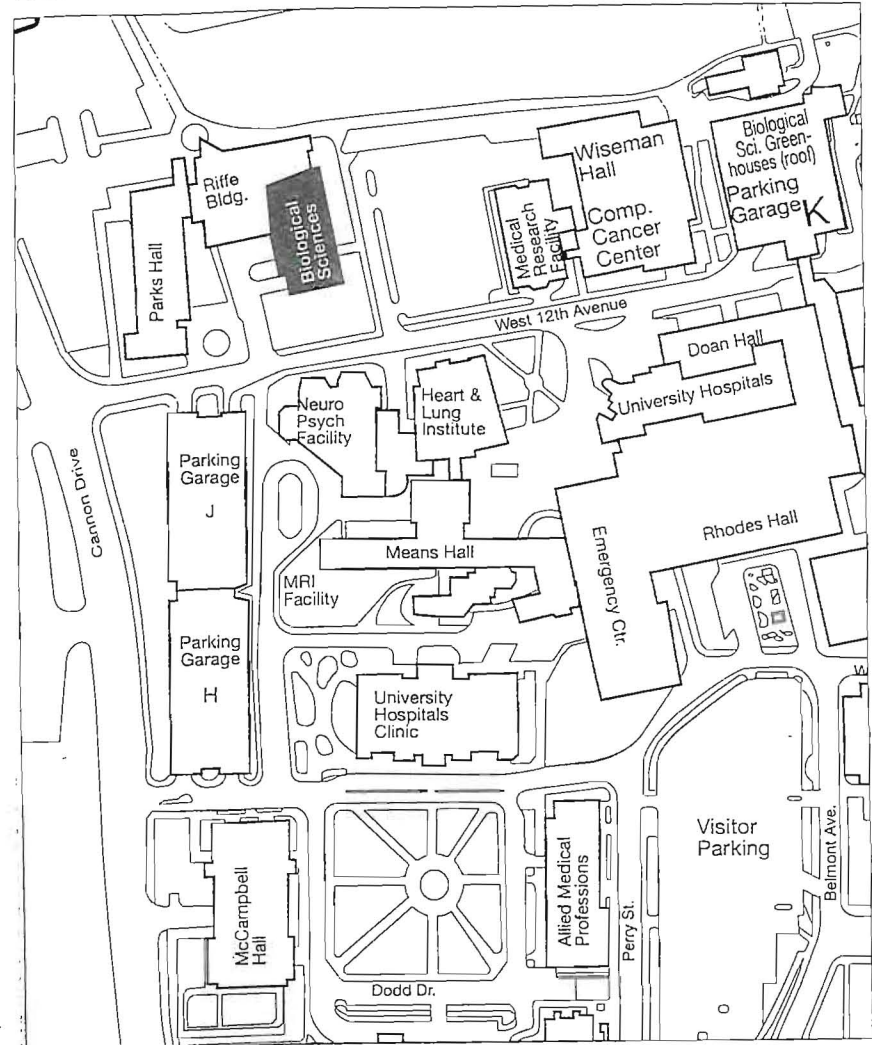 Biological
Sci. Green-
houses (roof)
Parking
Garage K
Wiseman
Hall
Comp.
Cancer
Center
Riffe
Bldg.
Biological
Sciences
Medical
Research
Facility
Parks Hall
West 12th Avenue
Doan Hall
University Hospitals
Neuro
Psych
Facility
Heart &
Lung
Institute
Parking
Garage
J
Cannon Drive
Rhodes Hall
Means Hall
Emergency Ctr.
MRI
Facility
Parking
Garage
H
University
Hospitals
Clinic
W
Visitor
Parking
Belmont Ave.
Allied Medical
Professions
Perry St.
McCampbell
Hall
Dodd Dr.